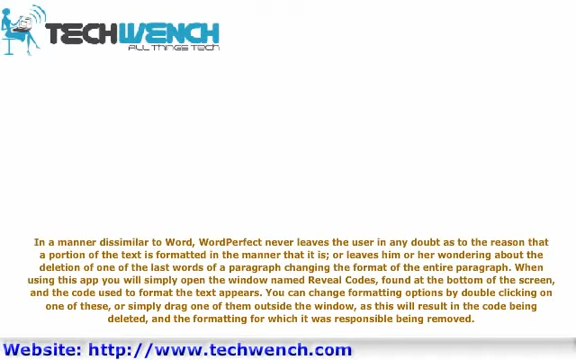 TECHWENCH
ALL THINGS TECH
In a manner dissimilar to Word, WordPerfect never leaves the user in any doubt as to the reason that
a portion of the text is formatted in the manner that it is; or leaves him or her wondering about the
deletion of one of the last words of a paragraph changing the format of the entire paragraph. When
using this app you will simply open the window named Reveal Codes, found at the bottom of the screen,
and the code used to format the text appears. You can change formatting options by double clicking on
one of these, or simply drag one of them outside the window, as this will result in the code being
deleted, and the formatting for which it was responsible being removed.
Website: http://www.techwench.com